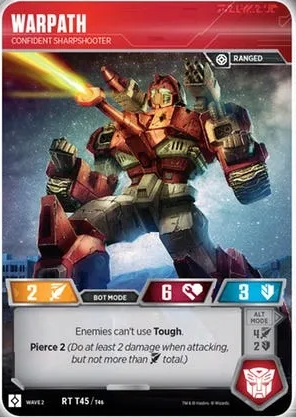 WARPATH
CONFIDENT SHARPSHOOTER
RANGED
2
BOT MODE
6
3
Enemies can't use Tough.
Pierce 2 (Do at least 2 damage when attacking,
but not more than total.)
ALT
MODE
4
2
WAVE 2
RT T45 / T46